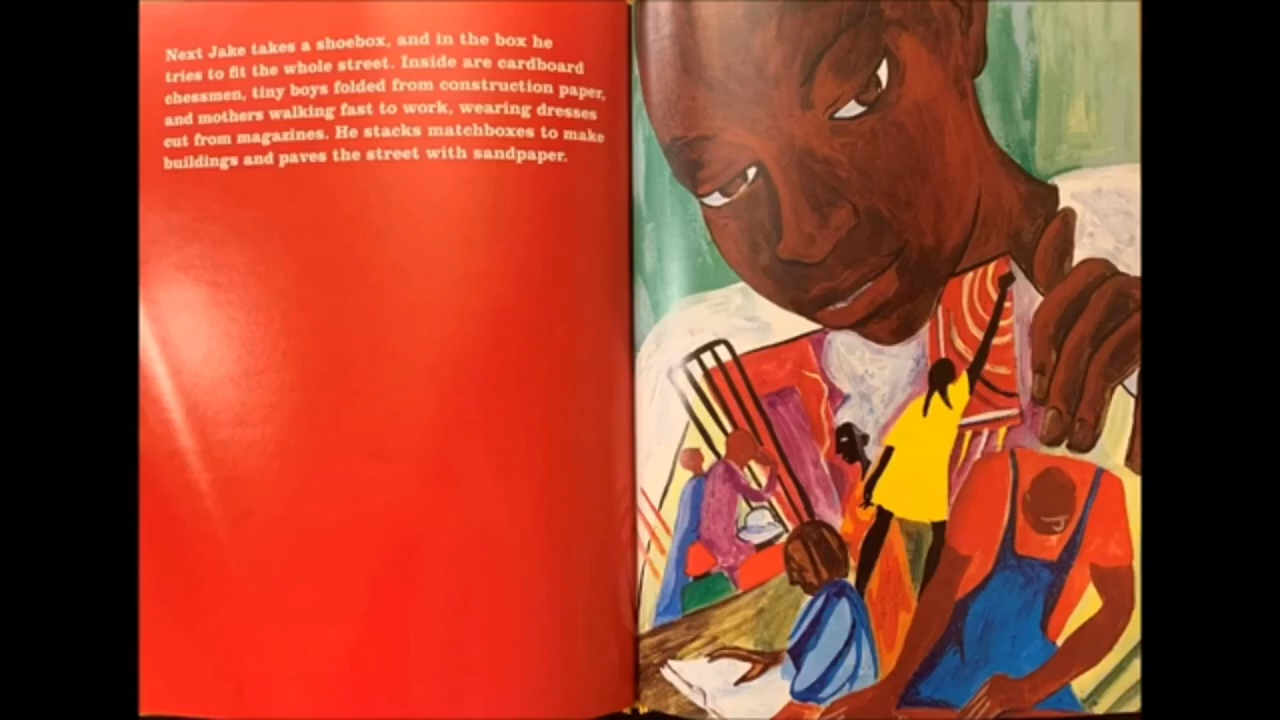 Next Jake takes a shoebox, and in the box he
tries to fit the whole street. Inside are cardboard
chessmen, tiny boys folded from construction paper,
and mothers walking fast to work, wearing dresses
cut from magazines. He stacks matchboxes to make
buildings and paves the street with sandpaper.